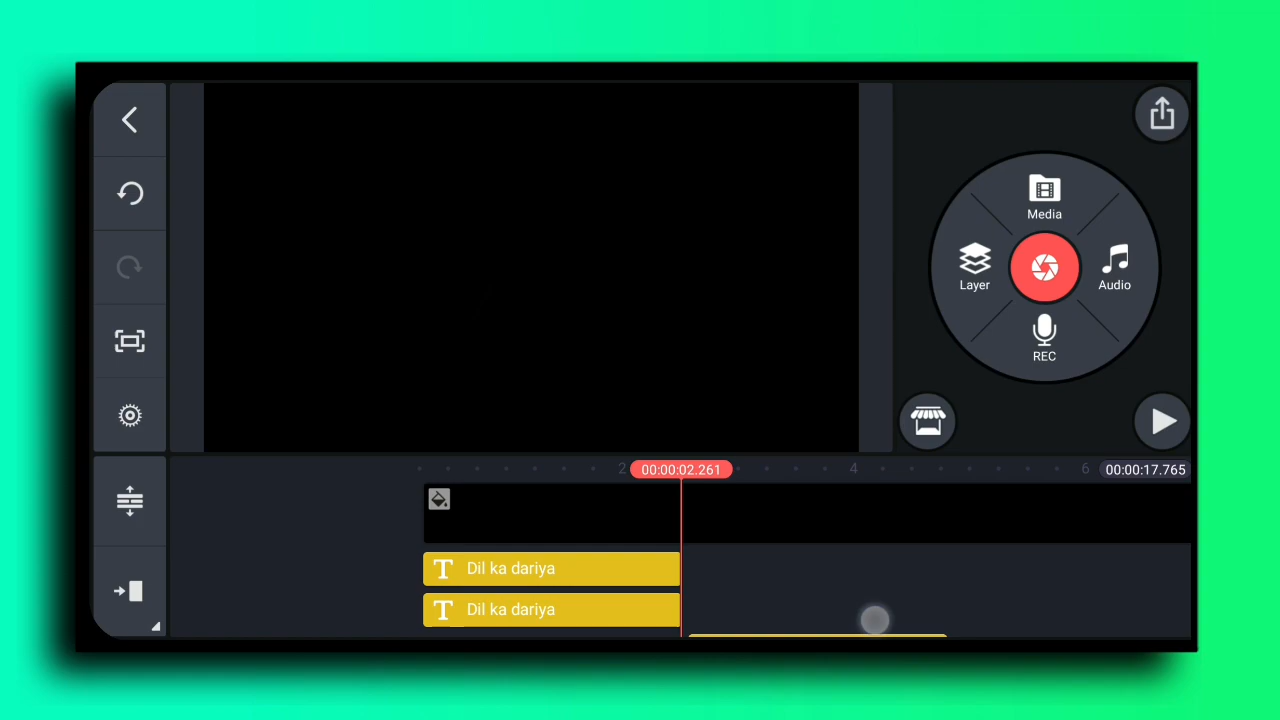 Media
Layer
Audio
REC
2
00:00:02.261
4
6
00:00:17.765
T Dil ka dariya
T Dil ka dariya